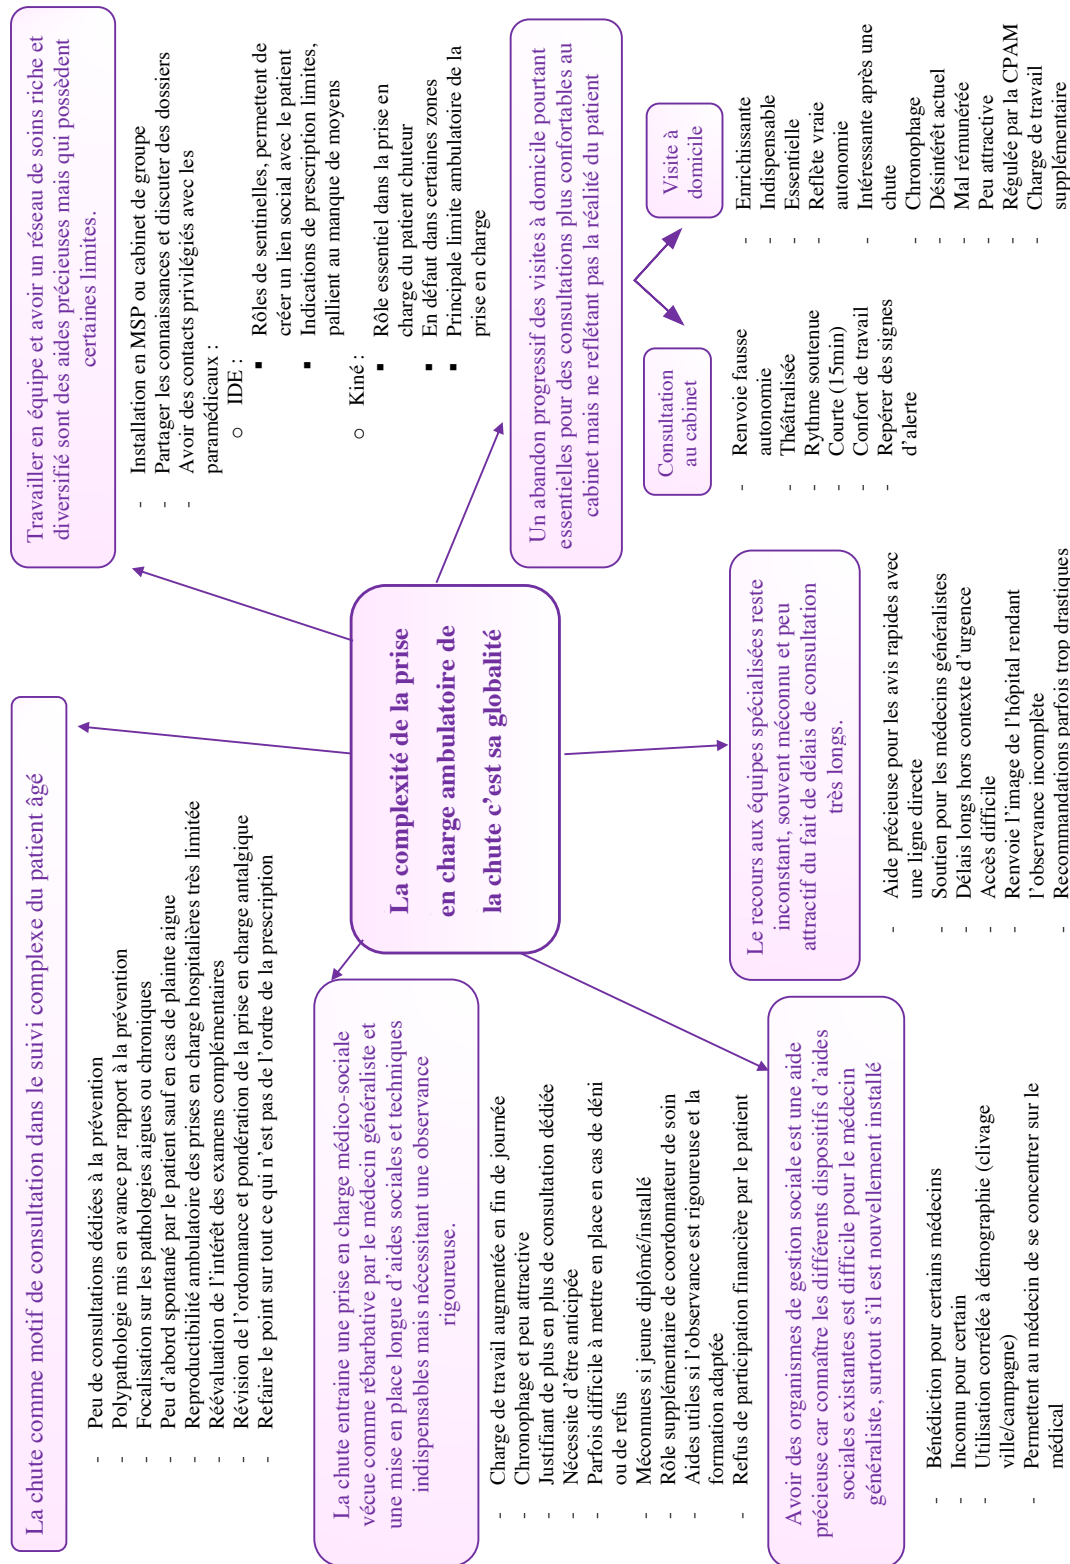 La chute comme motif de consultation dans le suivi complexe du patient âgé
- Peu de consultations dédiées à la prévention
- Polypathologie mis en avance par rapport à la prévention
- Focalisation sur les pathologies aigues ou chroniques
- Peu d'abord spontané par le patient sauf en cas de plainte aigue
- Reproductibilité ambulatoire des prises en charge hospitalières très limitée
- Réévaluation de l'intérêt des examens complémentaires
- Révision de l'ordonnance et pondération de la prise en charge antalgique
- Refaire le point sur tout ce qui n'est pas de l'ordre de la prescription
Travailler en équipe et avoir un réseau de soins riche et
diversifié sont des aides précieuses mais qui possèdent
certaines limites.
- Installation en MSP ou cabinet de groupe
- Partager les connaissances et discuter des dossiers
- Avoir des contacts privilégiés avec les
paramédicaux :
o IDE :
▪ Rôles de sentinelles, permettent de
créer un lien social avec le patient
▪ Indications de prescription limites,
pallient au manque de moyens
o Kiné :
▪ Rôle essentiel dans la prise en
charge du patient chuteur
▪ En défaut dans certaines zones
▪ Principale limite ambulatoire de la
prise en charge
La complexité de la prise
en charge ambulatoire de
la chute c'est sa globalité
La chute entraine une prise en charge médico-sociale
vécue comme rébarbative par le médecin généraliste et
une mise en place longue d'aides sociales et techniques
indispensables mais nécessitant une observance
rigoureuse.
- Charge de travail augmentée en fin de journée
- Chronophage et peu attractive
- Justifiant de plus en plus de consultation dédiée
- Nécessite d'être anticipée
- Parfois difficile à mettre en place en cas de déni
ou de refus
- Méconnues si jeune diplômé/installé
- Rôle supplémentaire de coordonnateur de soin
- Aides utiles si l'observance est rigoureuse et la
formation adaptée
- Refus de participation financière par le patient
Un abandon progressif des visites à domicile pourtant
essentielles pour des consultations plus confortables au
cabinet mais ne reflétant pas la réalité du patient
Consultation
au cabinet
- Renvoie fausse
autonomie
- Théâtralisée
- Rythme soutenue
- Courte (15min)
- Confort de travail
- Repérer des signes
d'alerte
Visite à
domicile
- Enrichissante
- Indispensable
- Essentielle
- Reflète vraie
autonomie
- Intéressante après une
chute
- Chronophage
- Désintérêt actuel
- Mal rémunérée
- Peu attractive
- Régulée par la CPAM
- Charge de travail
supplémentaire
Le recours aux équipes spécialisées reste
inconstant, souvent méconnu et peu
attractif du fait de délais de consultation
très longs.
- Aide précieuse pour les avis rapides avec
une ligne directe
- Soutien pour les médecins généralistes
- Délais longs hors contexte d'urgence
- Accès difficile
- Renvoie l'image de l'hôpital rendant
l'observance incomplète
- Recommandations parfois trop drastiques
Avoir des organismes de gestion sociale est une aide
précieuse car connaître les différents dispositifs d'aides
sociales existantes est difficile pour le médecin
généraliste, surtout s'il est nouvellement installé
- Bénédiction pour certains médecins
- Inconnu pour certain
- Utilisation corrélée à démographie (clivage
ville/campagne)
- Permettent au médecin de se concentrer sur le
médical